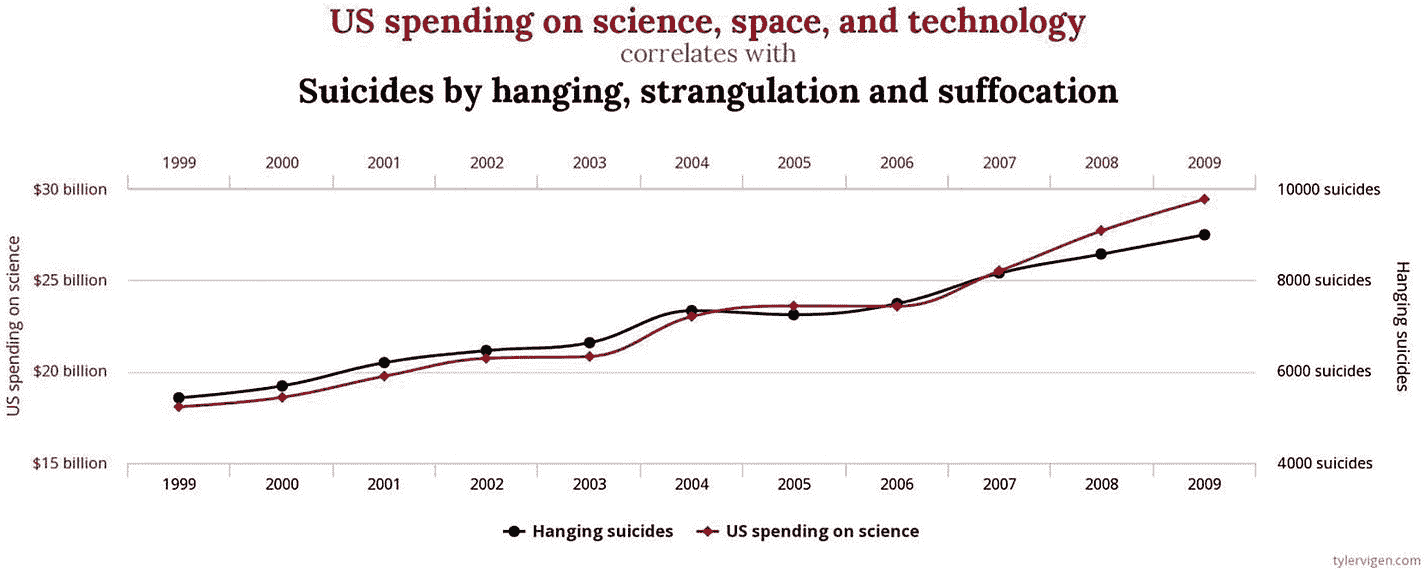 US spending on science, space, and technology
correlates with
Suicides by hanging, strangulation and suffocation
1999 2000 2001 2002 2003 2004 2005 2006 2007 2008 2009
$30 billion 10000 suicides
$25 billion 8000 suicides
$20 billion 6000 suicides
$15 billion 4000 suicides
US spending on science
Hanging suicides
1999 2000 2001 2002 2003 2004 2005 2006 2007 2008 2009
Hanging suicides US spending on science
tylervigen.com